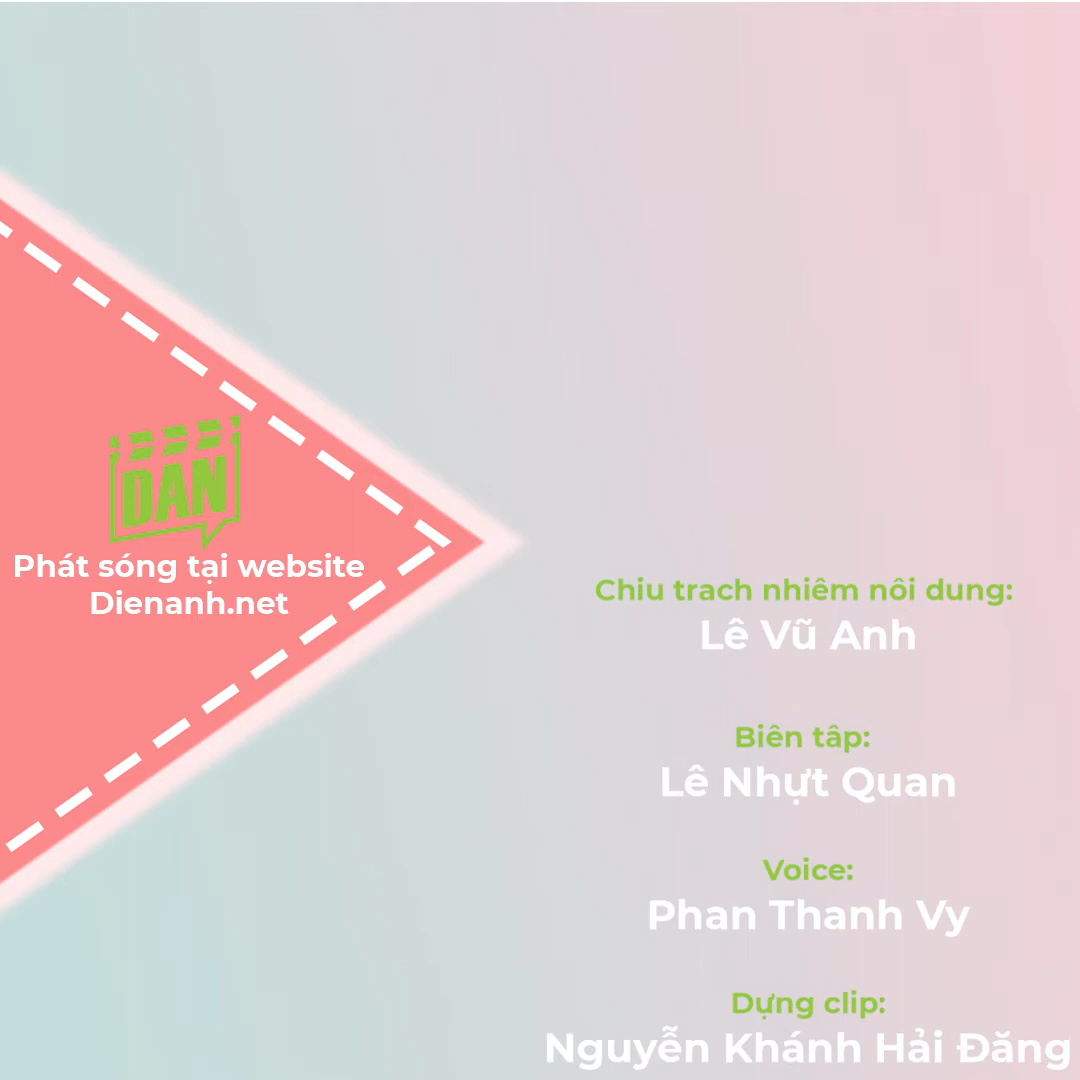 DAN
Phát sóng tại website
Dienanh.net
Chiu trach nhiêm nôi dung:
Lê Vũ Anh
Biên tâp:
Lê Nhựt Quan
Voice:
Phan Thanh Vy
Dựng clip:
Nguyễn Khánh Hải Đăng